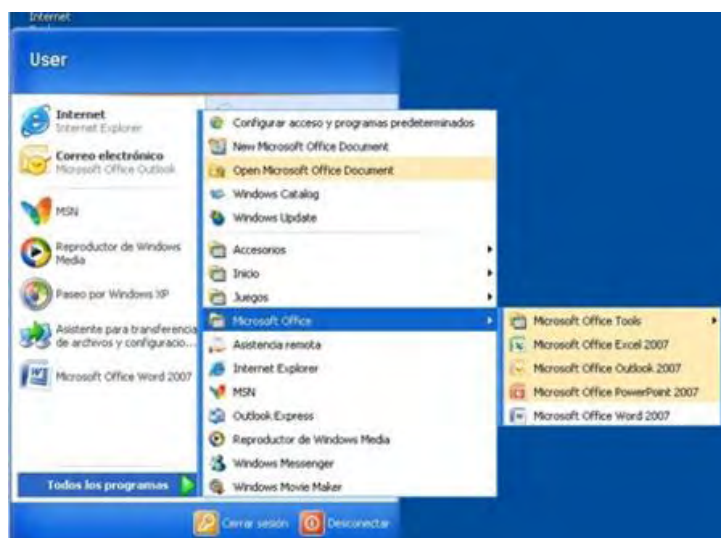 Internet
User
Internet
Internet Explorer
Correo electrónico
Microsoft Office Outlook
MSN
Reproductor de Windows
Media
Paseo por Windows XP
Asistente para transferencia
de archivos y configuracio...
Microsoft Office Word 2007
Todos los programas
Configurar acceso y programas predeterminados
New Microsoft Office Document
Open Microsoft Office Document
Windows Catalog
Windows Update
Accesorios
Inicio
Juegos
Microsoft Office
Asistencia remota
Internet Explorer
MSN
Outlook Express
Reproductor de Windows Media
Windows Messenger
Windows Movie Maker
Microsoft Office Tools
Microsoft Office Excel 2007
Microsoft Office Outlook 2007
Microsoft Office PowerPoint 2007
Microsoft Office Word 2007
Cerrar sesión
Desconectar